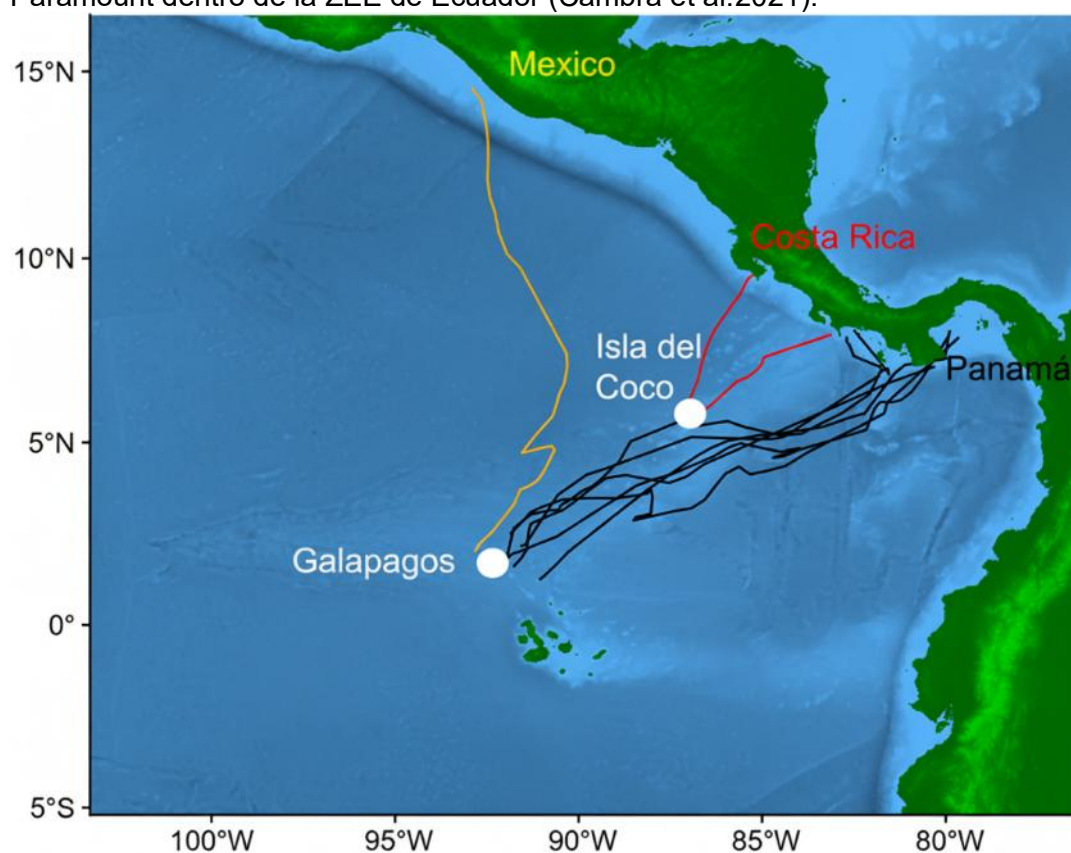 Paramount dentro de la ZEE de Ecuador (Cambra et al.2021).
15°N
Mexico
10°N
Costa Rica
Isla del
Coco
Panamá
5°N
Galapagos
0°
5°S
100°W
95°W
90°W
85°W
80°W